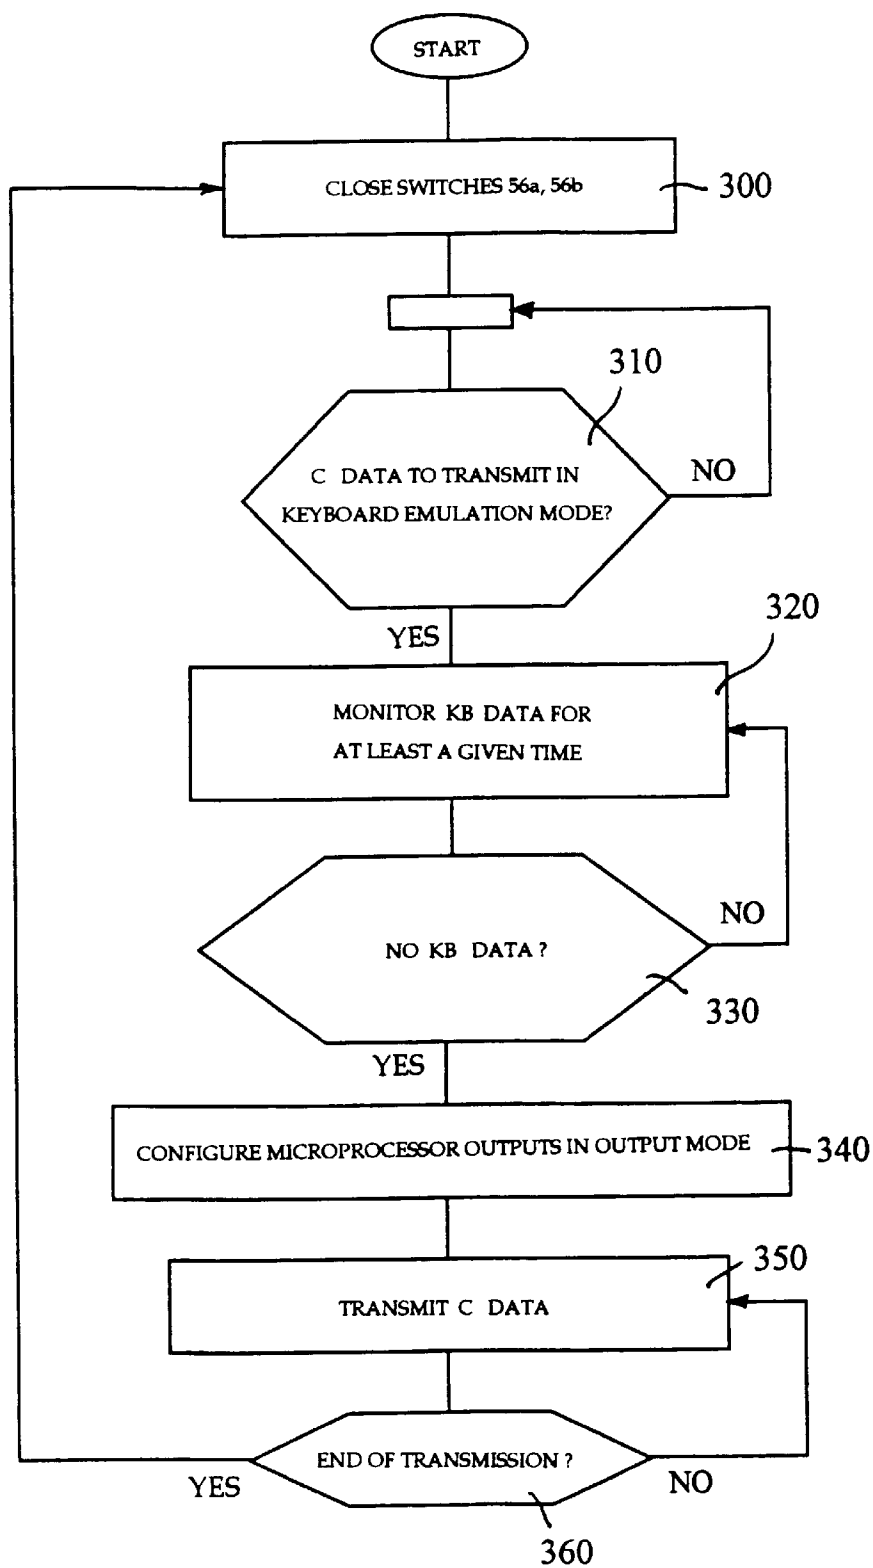 START
CLOSE SWITCHES 56a, 56b
300
310
C DATA TO TRANSMIT IN
KEYBOARD EMULATION MODE?
NO
YES
320
MONITOR KB DATA FOR
AT LEAST A GIVEN TIME
NO KB DATA ?
NO
330
YES
CONFIGURE MICROPROCESSOR OUTPUTS IN OUTPUT MODE
340
350
TRANSMIT C DATA
END OF TRANSMISSION ?
YES
NO
360